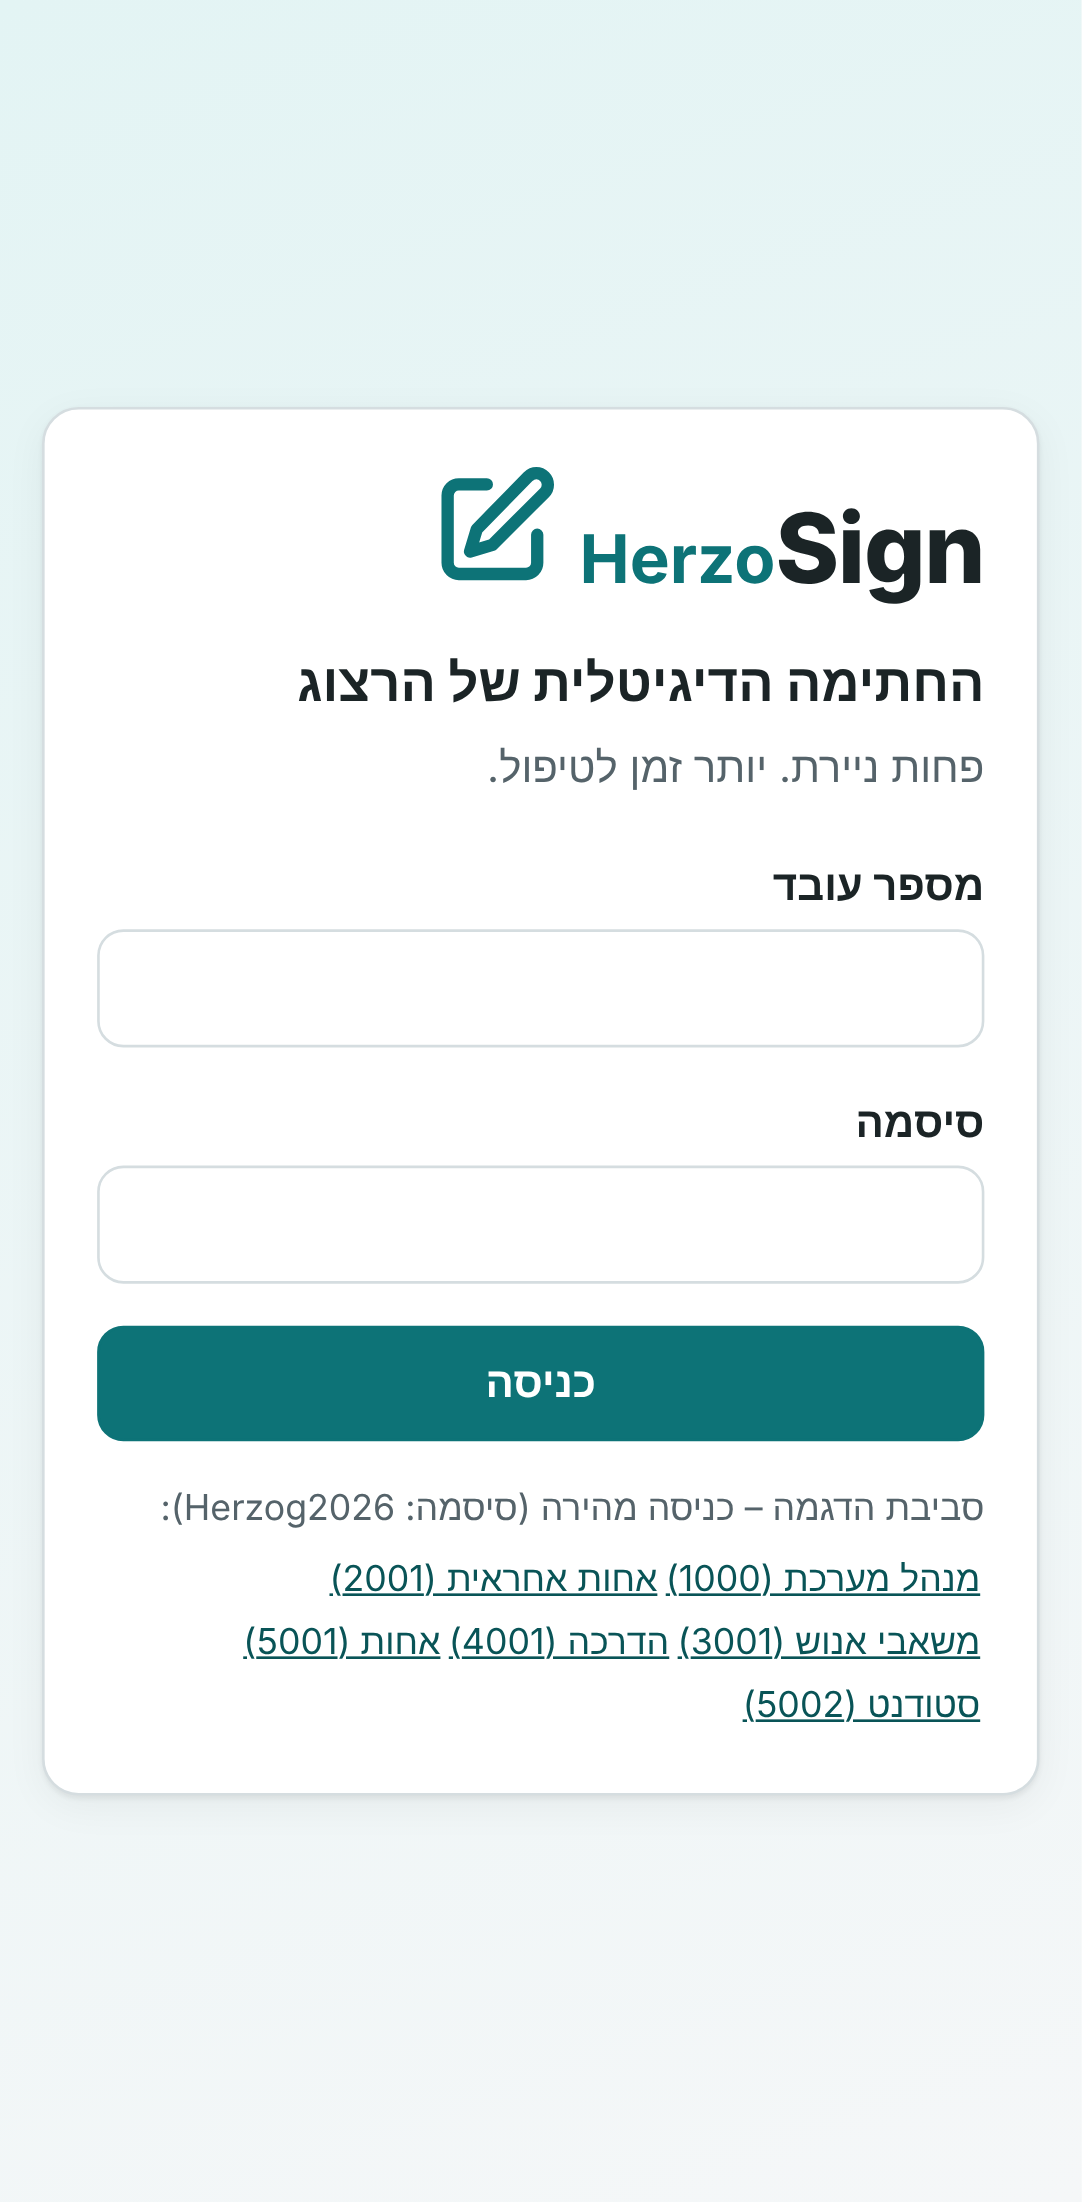 HerzoSign
החתימה הדיגיטלית של הרצוג
פחות ניירת. יותר זמן לטיפול.
מספר עובד
סיסמה
כניסה
סביבת הדגמה – כניסה מהירה (סיסמה: Herzog2026):
מנהל מערכת (1000) אחות אחראית (2001)
משאבי אנוש (3001) הדרכה (4001) אחות (5001)
סטודנט (5002)